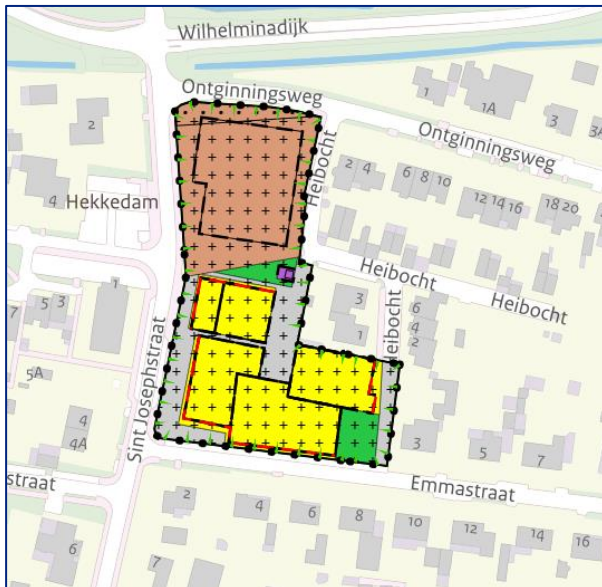 Wilhelminadijk
Ontginningsweg
1
1A
3
3A
2
Ontginningsweg
Heibocht
2 4
6 8 10
12 14 16
18 20
4
Hekkedam
Heibocht
Heibocht
1
3
1
Heibocht
6
4
2
7
5 3
5A
Sint Josephstraat
4
4A
3
5
7
straat
Emmastraat
2
4
6
8
10
12
14
16
6
7